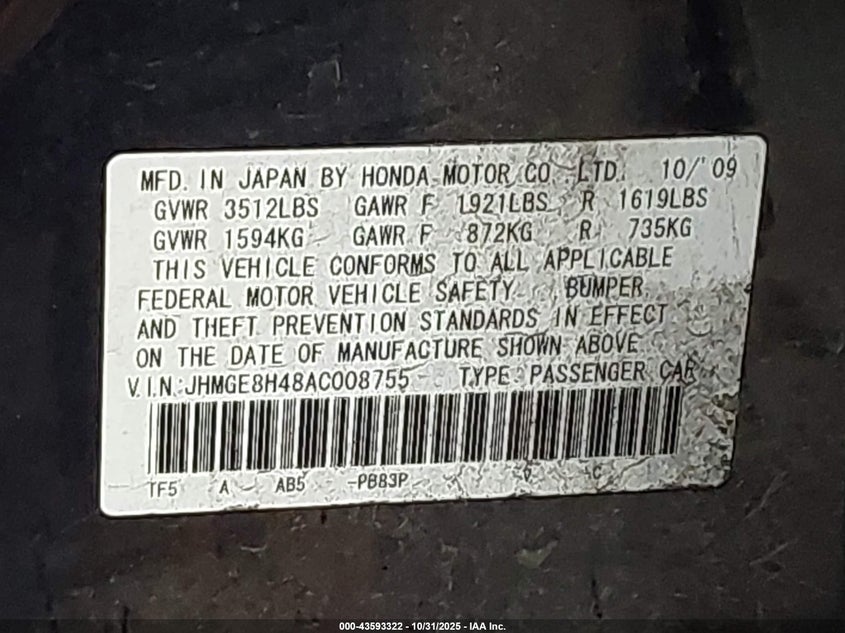 MFD. IN JAPAN BY HONDA MOTOR CO .LTD. 10/'09
GVWR 3512LBS GAWR F 1921LBS R 1619LBS
GVWR 1594KG GAWR F 872KG R 735KG
THIS VEHICLE CONFORMS TO ALL APPLICABLE
FEDERAL MOTOR VEHICLE SAFETY BUMPER
AND THEFT PREVENTION STANDARDS IN EFFECT
ON THE DATE OF MANUFACTURE SHOWN ABOVE
V.I.N:JHMGE8H48AC008755 TYPE:PASSENGER CAR
TF5 A AB5 -PB83P C
000-43593322 - 10/31/2025 - IAA Inc.